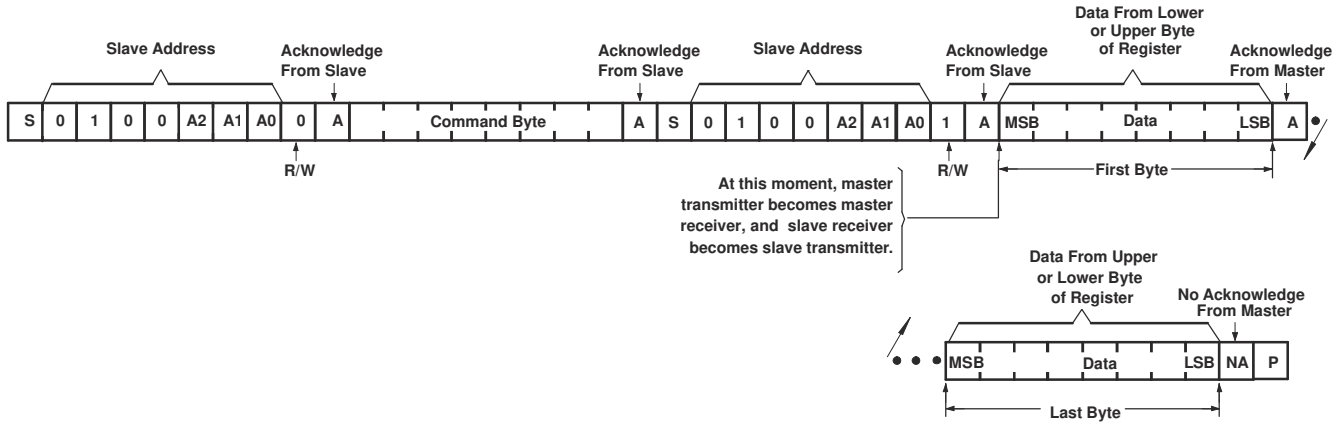 Slave Address
Acknowledge
From Slave
Acknowledge
From Slave
Slave Address
Acknowledge
From Slave
Data From Lower
or Upper Byte
of Register
Acknowledge
From Master
S 0 1 0 0 A2 A1 A0 0 A Command Byte A S 0 1 0 0 A2 A1 A0 1 A MSB Data LSB A
R/W
R/W
First Byte
At this moment, master
transmitter becomes master
receiver, and slave receiver
becomes slave transmitter.
Data From Upper
or Lower Byte
of Register
No Acknowledge
From Master
MSB Data LSB NA P
Last Byte